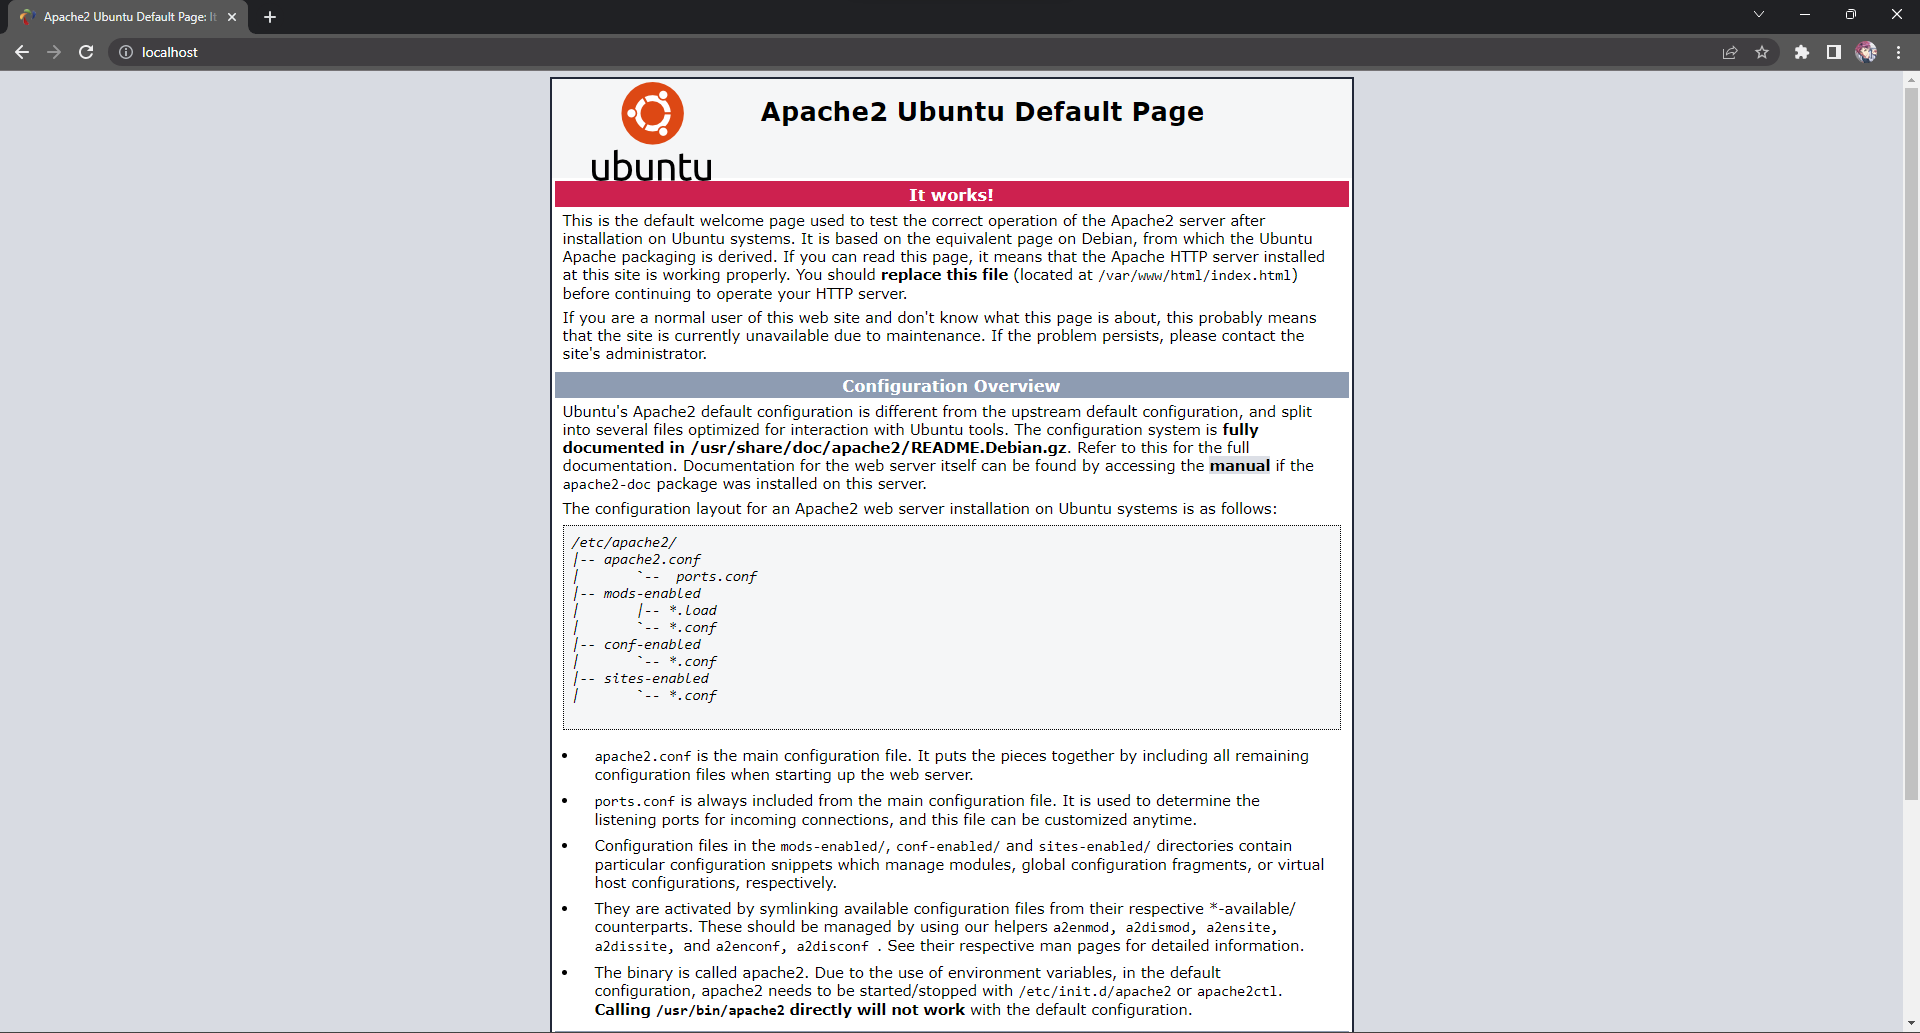 Apache2 Ubuntu Default Page: It
localhost
ubuntu
Apache2 Ubuntu Default Page
It works!
This is the default welcome page used to test the correct operation of the Apache2 server after
installation on Ubuntu systems. It is based on the equivalent page on Debian, from which the Ubuntu
Apache packaging is derived. If you can read this page, it means that the Apache HTTP server installed
at this site is working properly. You should replace this file (located at /var/www/html/index.html)
before continuing to operate your HTTP server.
If you are a normal user of this web site and don't know what this page is about, this probably means
that the site is currently unavailable due to maintenance. If the problem persists, please contact the
site's administrator.
Configuration Overview
Ubuntu's Apache2 default configuration is different from the upstream default configuration, and split
into several files optimized for interaction with Ubuntu tools. The configuration system is fully
documented in /usr/share/doc/apache2/README.Debian.gz. Refer to this for the full
documentation. Documentation for the web server itself can be found by accessing the manual if the
apache2-doc package was installed on this server.
The configuration layout for an Apache2 web server installation on Ubuntu systems is as follows:
/etc/apache2/
|-- apache2.conf
|       `--  ports.conf
|-- mods-enabled
|       |-- *.load
|       `-- *.conf
|-- conf-enabled
|       `-- *.conf
|-- sites-enabled
|       `-- *.conf
• apache2.conf is the main configuration file. It puts the pieces together by including all remaining
configuration files when starting up the web server.
• ports.conf is always included from the main configuration file. It is used to determine the
listening ports for incoming connections, and this file can be customized anytime.
• Configuration files in the mods-enabled/, conf-enabled/ and sites-enabled/ directories contain
particular configuration snippets which manage modules, global configuration fragments, or virtual
host configurations, respectively.
• They are activated by symlinking available configuration files from their respective *-available/
counterparts. These should be managed by using our helpers a2enmod, a2dismod, a2ensite,
a2dissite, and a2enconf, a2disconf . See their respective man pages for detailed information.
• The binary is called apache2. Due to the use of environment variables, in the default
configuration, apache2 needs to be started/stopped with /etc/init.d/apache2 or apache2ctl.
Calling /usr/bin/apache2 directly will not work with the default configuration.